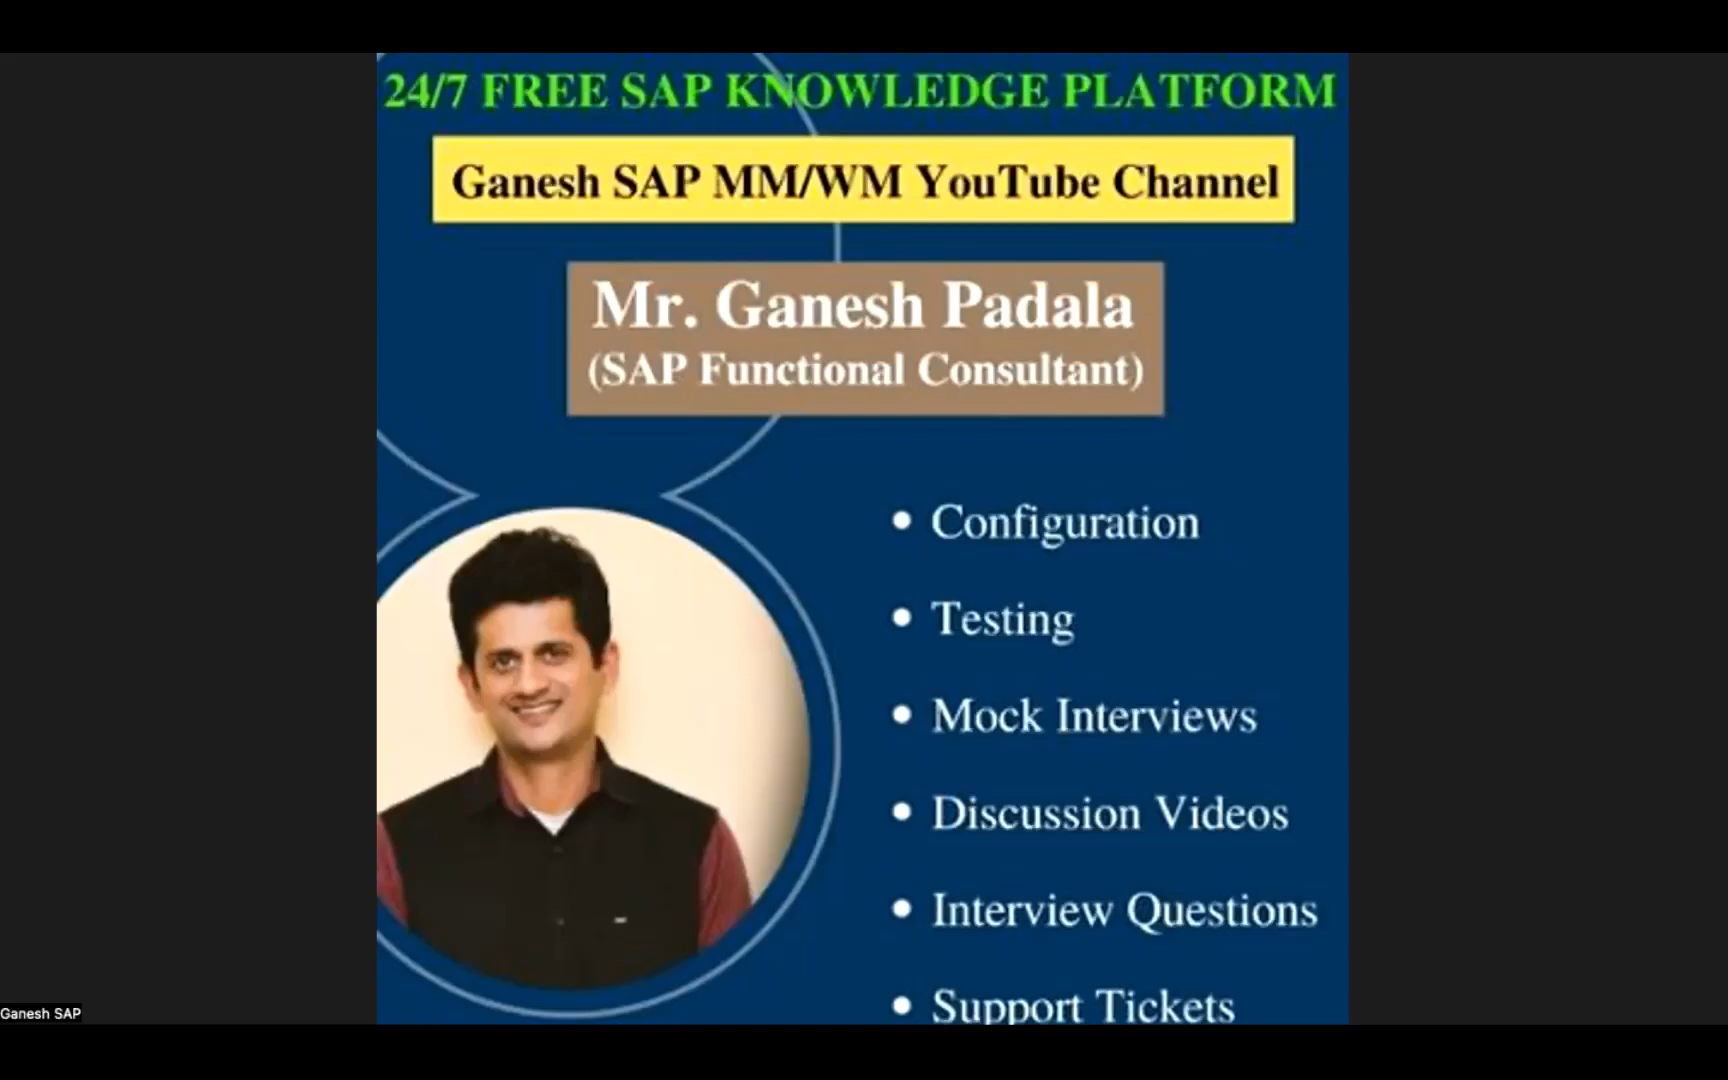 24/7 FREE SAP KNOWLEDGE PLATFORM
Ganesh SAP MM/WM YouTube Channel
Mr. Ganesh Padala
(SAP Functional Consultant)
• Configuration
• Testing
• Mock Interviews
• Discussion Videos
• Interview Questions
• Support Tickets
Ganesh SAP